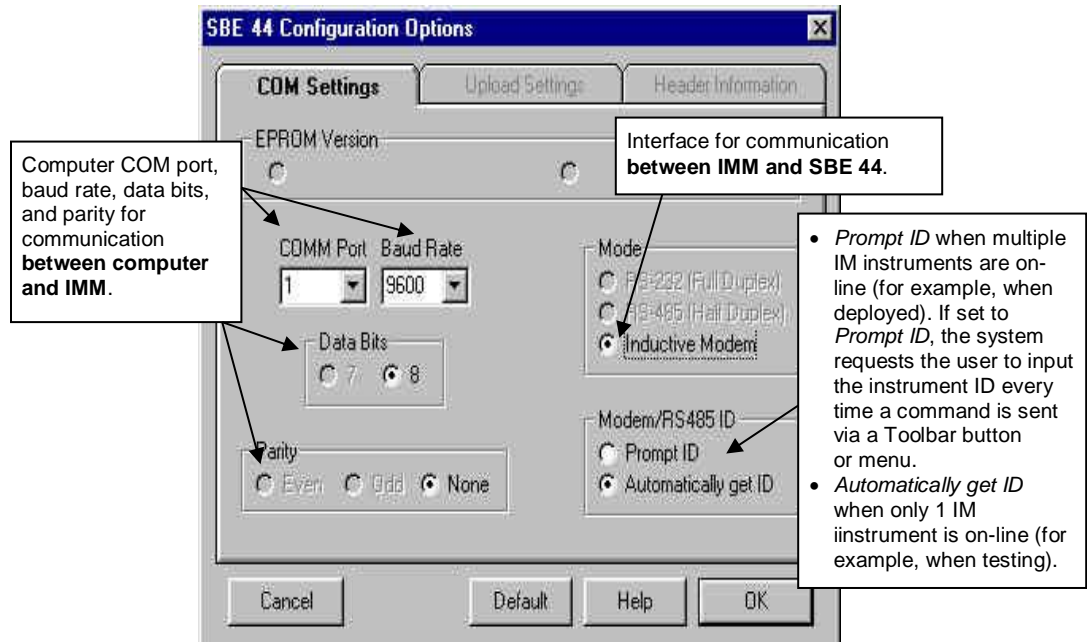 SBE 44 Configuration Options
COM Settings
Upload Settings
Header Information
EPROM Version
Computer COM port,
baud rate, data bits,
and parity for
communication
between computer
and IMM.
Interface for communication
between IMM and SBE 44.
COMM Port Baud Rate
1 9600
Data Bits
7 8
Parity
Even Odd None
Mode
RS-232 (Full Duplex)
RS-485 (Half Duplex)
Inductive Modem
Modem/RS485 ID
Prompt ID
Automatically get ID
• Prompt ID when multiple
IM instruments are on-
line (for example, when
deployed). If set to
Prompt ID, the system
requests the user to input
the instrument ID every
time a command is sent
via a Toolbar button
or menu.
• Automatically get ID
when only 1 IM
iinstrument is on-line (for
example, when testing).
Cancel Default Help OK